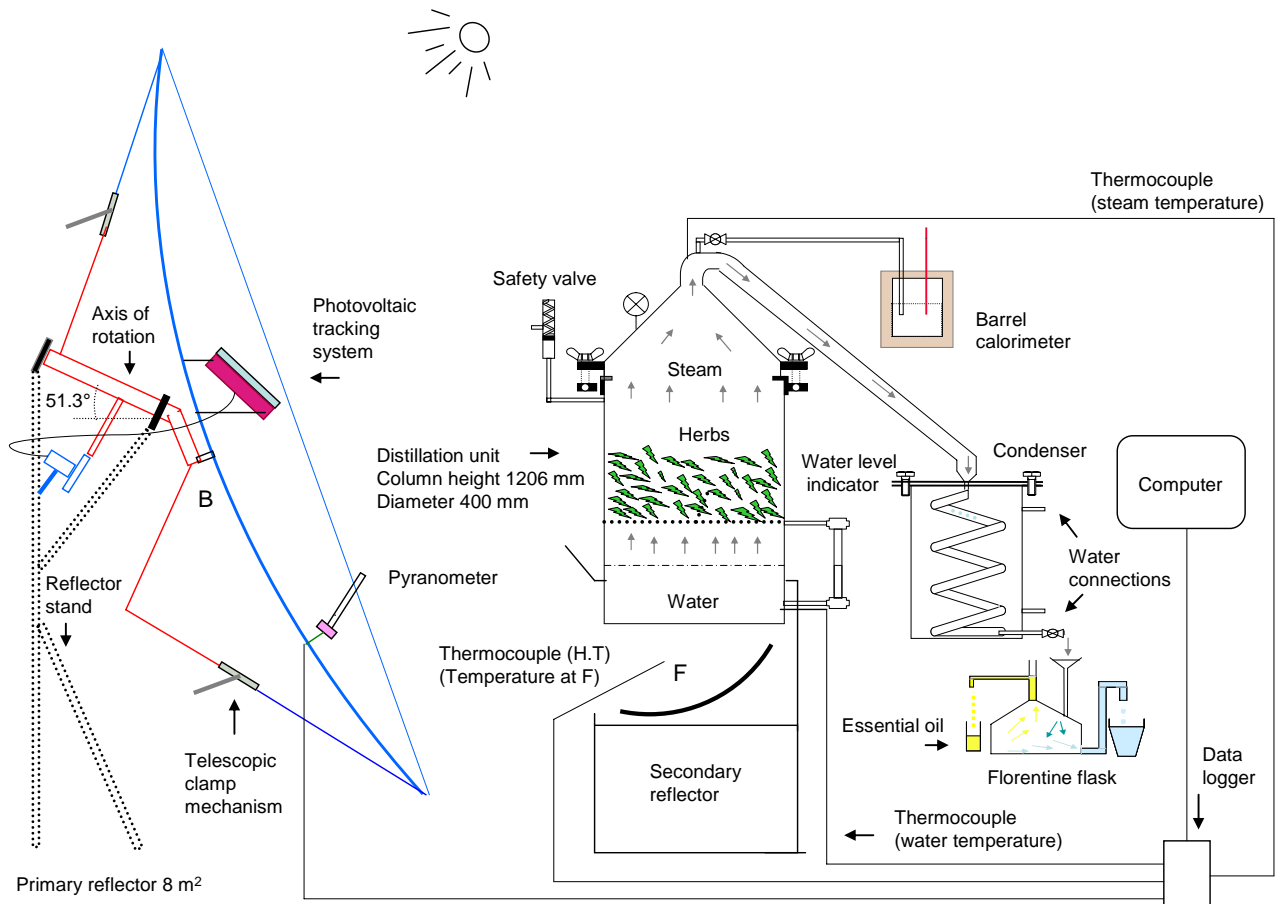 Thermocouple
(steam temperature)
Safety valve
Photovoltaic
tracking
system
Axis of
rotation
Barrel
calorimeter
Steam
51.3°
Herbs
Distillation unit
Column height 1206 mm
Diameter 400 mm
Water level
indicator
Condenser
Computer
B
Pyranometer
Reflector
stand
Water
Water
connections
Thermocouple (H.T)
(Temperature at F)
F
Essential oil
Florentine flask
Telescopic
clamp
mechanism
Secondary
reflector
Data
logger
Thermocouple
(water temperature)
Primary reflector 8 m²